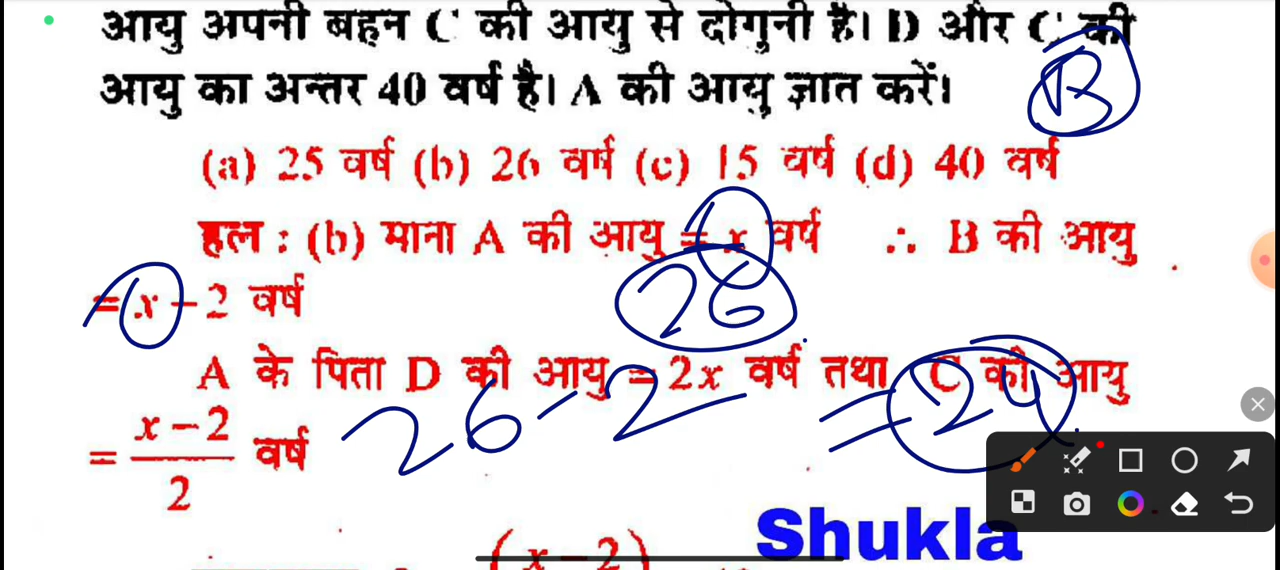 आयु अपनी बहन C की आयु से दोगुनी है। D और C की
आयु का अन्तर 40 वर्ष है। A की आयु ज्ञात करें।
B
(a) 25 वर्ष (b) 26 वर्ष (c) 15 वर्ष (d) 40 वर्ष
हल : (b) माना A की आयु = x वर्ष ∴ B की आयु
= x – 2 वर्ष
26
A के पिता D की आयु = 2x वर्ष तथा C की आयु
26 – 2 = 24
= x – 2 / 2 वर्ष
Shukla
(x – 2)